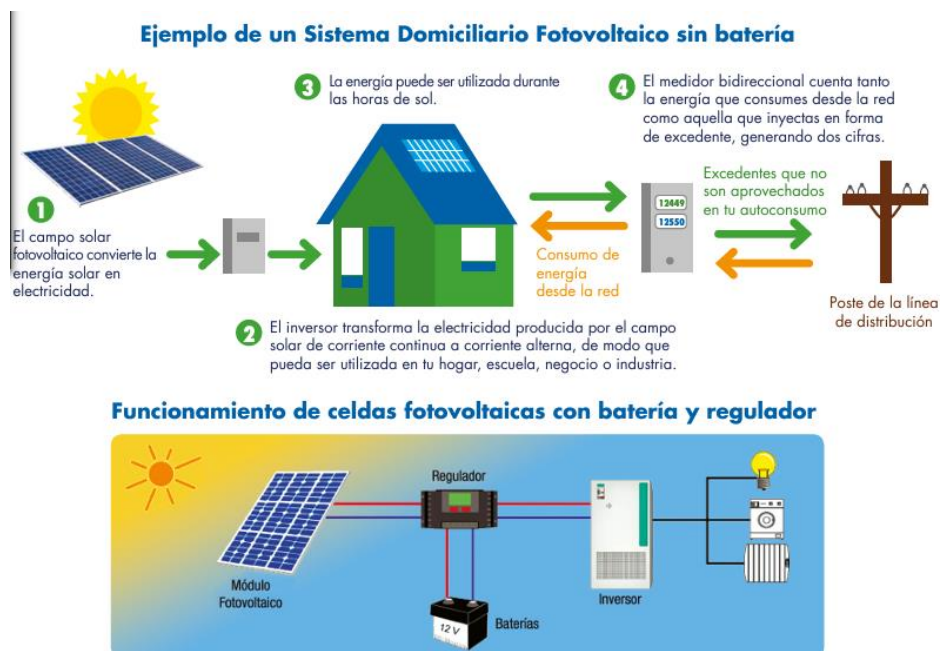 Ejemplo de un Sistema Domiciliario Fotovoltaico sin batería
1
El campo solar
fotovoltaico convierte la
energía solar en
electricidad.
3
La energía puede ser utilizada durante
las horas de sol.
4
El medidor bidireccional cuenta tanto
la energía que consumes desde la red
como aquella que inyectas en forma
de excedente, generando dos cifras.
12449
12550
Excedentes que no
son aprovechados
en tu autoconsumo
Consumo de
energía
desde la red
Poste de la línea
de distribución
2
El inversor transforma la electricidad producida por el campo
solar de corriente continua a corriente alterna, de modo que
pueda ser utilizada en tu hogar, escuela, negocio o industria.
Funcionamiento de celdas fotovoltaicas con batería y regulador
Regulador
Módulo
Fotovoltaico
12 V
Baterías
Inversor